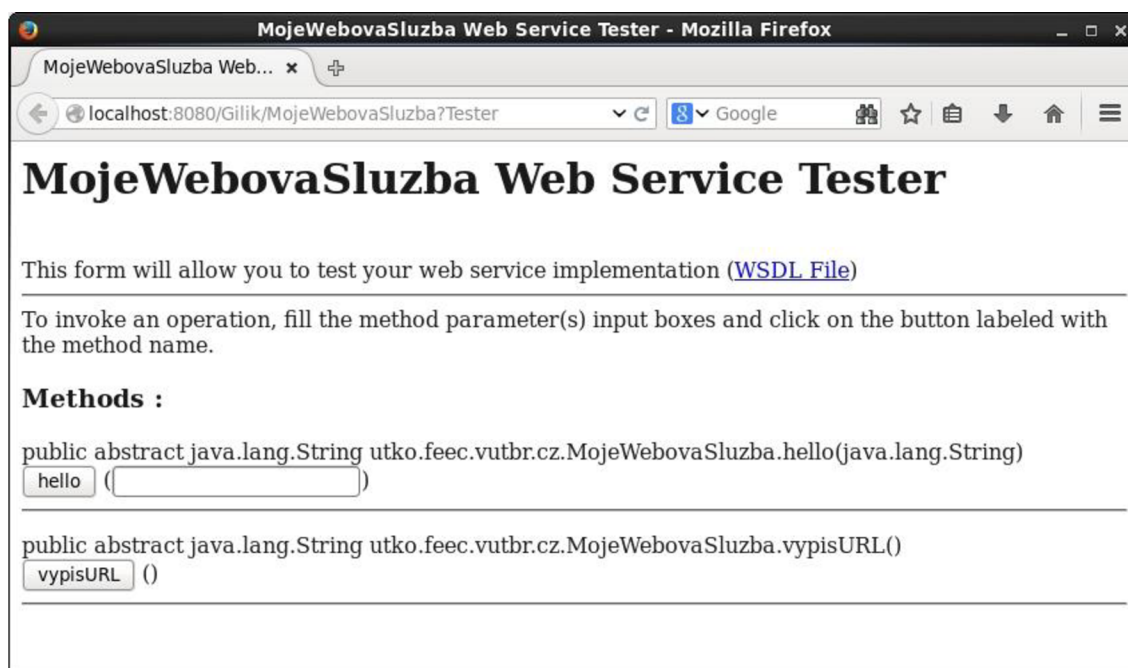 MojeWebovaSluzba Web Service Tester - Mozilla Firefox
MojeWebovaSluzba Web...
localhost:8080/Gilik/MojeWebovaSluzba?Tester
8 Google
MojeWebovaSluzba Web Service Tester
This form will allow you to test your web service implementation (WSDL File)
To invoke an operation, fill the method parameter(s) input boxes and click on the button labeled with
the method name.
Methods :
public abstract java.lang.String utko.feec.vutbr.cz.MojeWebovaSluzba.hello(java.lang.String)
hello ( )
public abstract java.lang.String utko.feec.vutbr.cz.MojeWebovaSluzba.vypisURL()
vypisURL ()